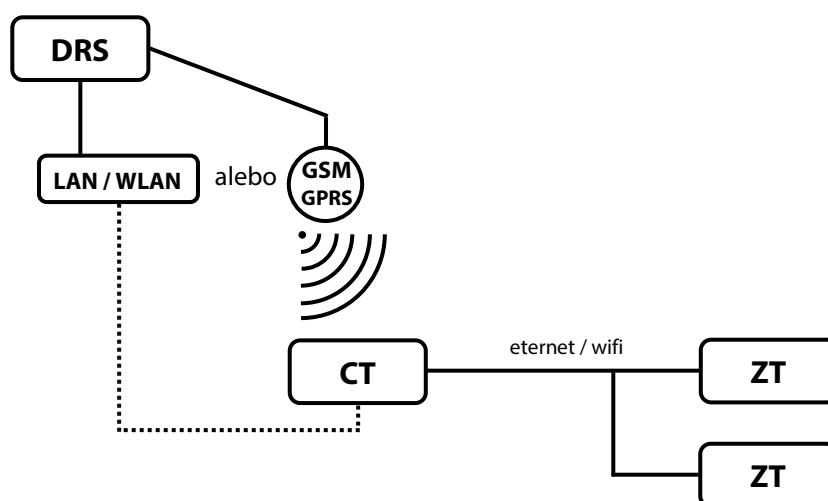 DRS
LAN / WLAN
alebo
GSM
GPRS
eternet / wifi
CT
ZT
ZT